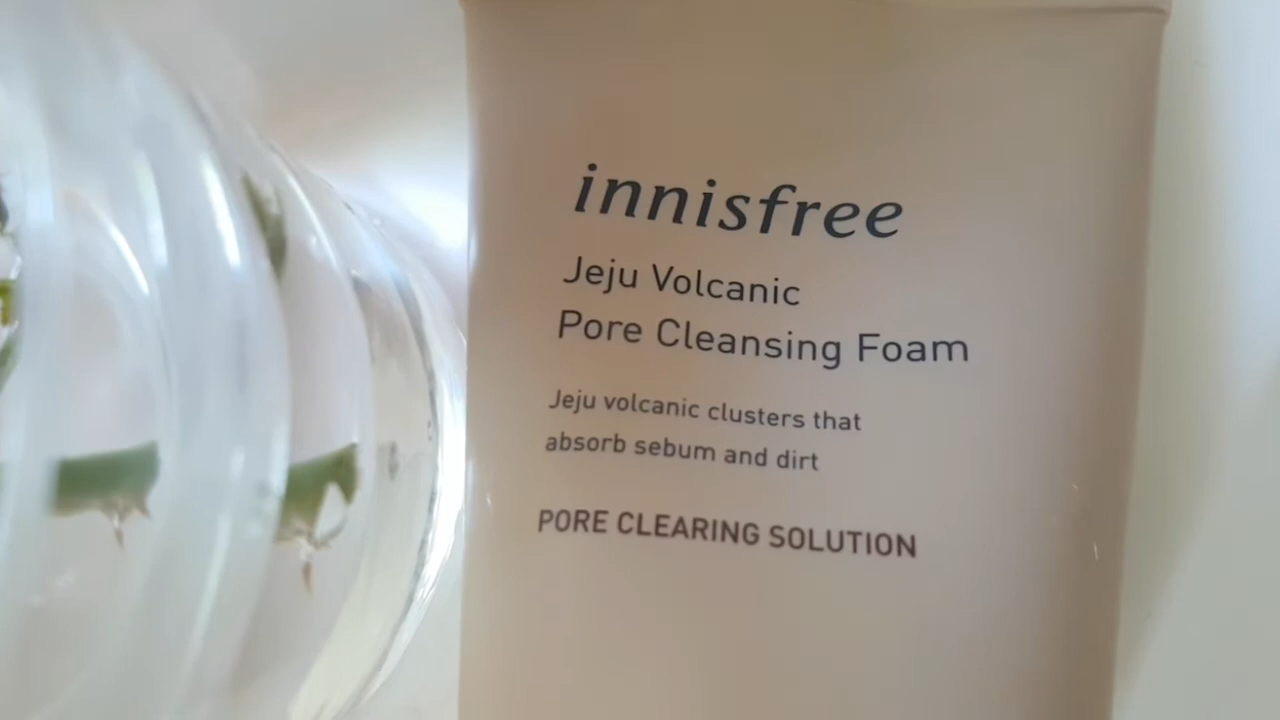 innisfree
Jeju Volcanic
Pore Cleansing Foam
Jeju volcanic clusters that
absorb sebum and dirt
PORE CLEARING SOLUTION